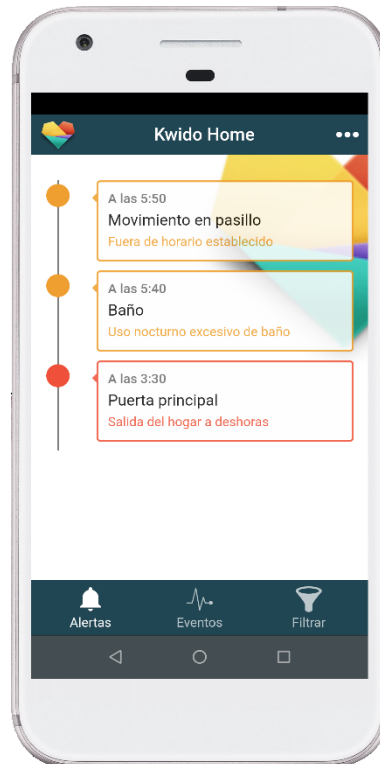 Kwido Home
A las 5:50
Movimiento en pasillo
Fuera de horario establecido
A las 5:40
Baño
Uso nocturno excesivo de baño
A las 3:30
Puerta principal
Salida del hogar a deshoras
Alertas
Eventos
Filtrar